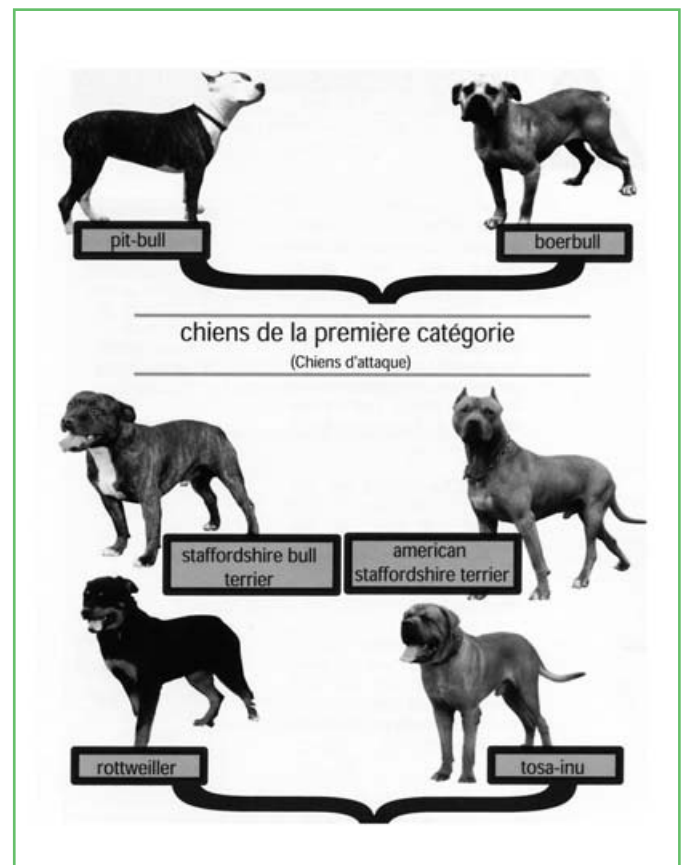 pit-bull
boerbull
chiens de la première catégorie
(Chiens d'attaque)
staffordshire bull
terrier
american
staffordshire terrier
rottweiller
tosa-inu